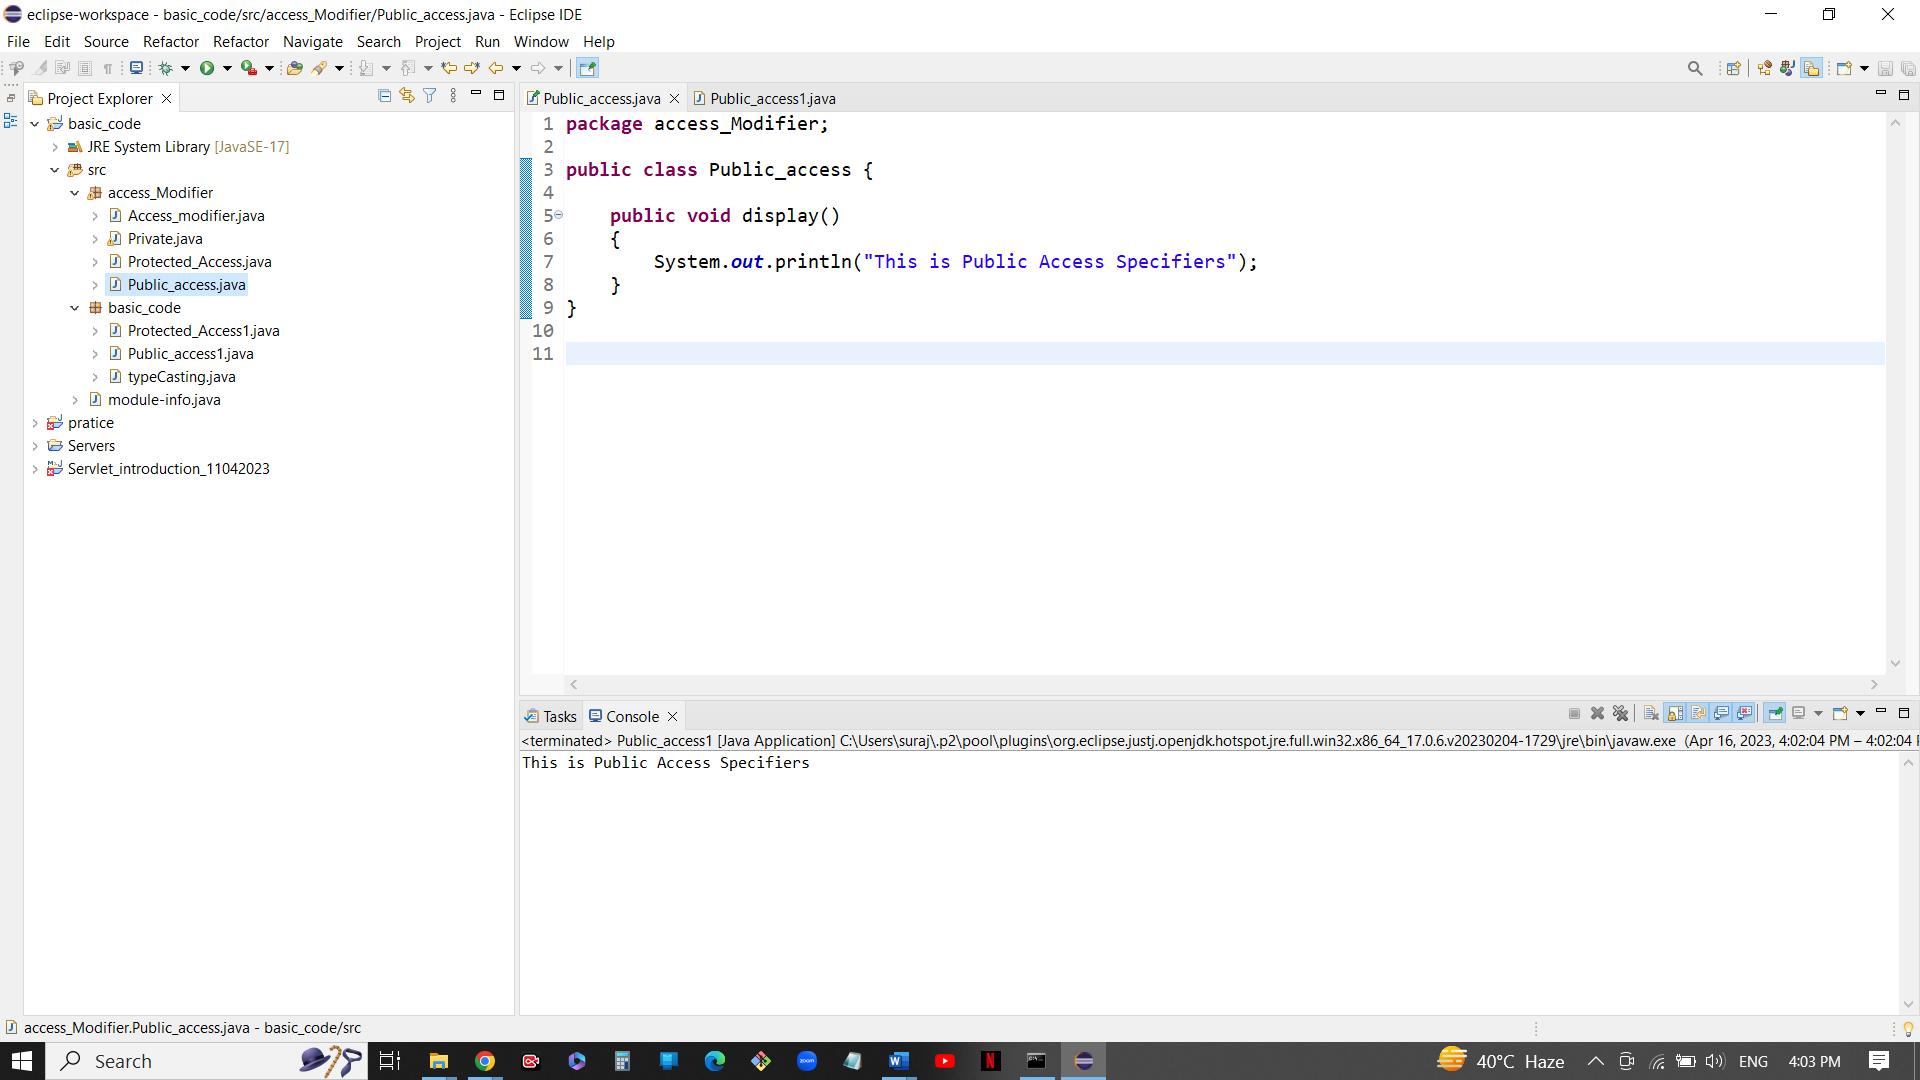 eclipse-workspace - basic_code/src/access_Modifier/Public_access.java - Eclipse IDE
File Edit Source Refactor Refactor Navigate Search Project Run Window Help
Project Explorer
basic_code
JRE System Library [JavaSE-17]
src
access_Modifier
Access_modifier.java
Private.java
Protected_Access.java
Public_access.java
basic_code
Protected_Access1.java
Public_access1.java
typeCasting.java
module-info.java
pratice
Servers
Servlet_introduction_11042023
Public_access.java Public_access1.java
1 package access_Modifier;
2
3 public class Public_access {
4
5 public void display()
6 {
7 System.out.println("This is Public Access Specifiers");
8 }
9 }
10
11
Tasks Console
<terminated> Public_access1 [Java Application] C:\Users\suraj\.p2\pool\plugins\org.eclipse.justj.openjdk.hotspot.jre.full.win32.x86_64_17.0.6.v20230204-1729\jre\bin\javaw.exe (Apr 16, 2023, 4:02:04 PM – 4:02:04
This is Public Access Specifiers
access_Modifier.Public_access.java - basic_code/src
Search
40°C Haze ENG 4:03 PM